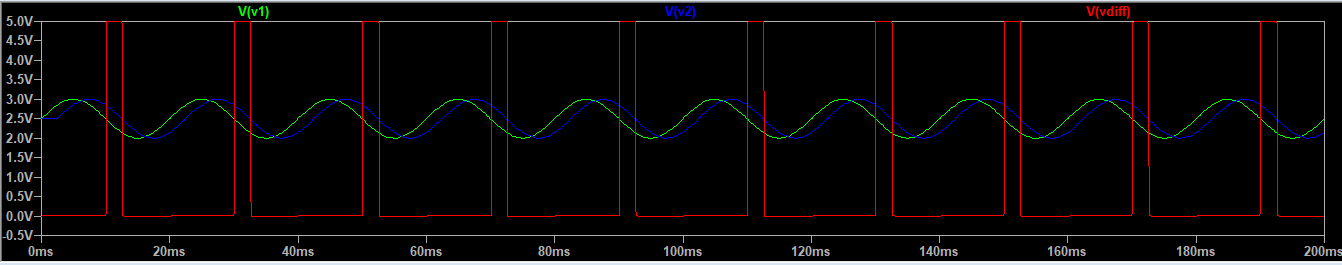 V(v1) V(v2) V(vdiff)
5.0V
4.5V
4.0V
3.5V
3.0V
2.5V
2.0V
1.5V
1.0V
0.5V
0.0V
-0.5V
0ms 20ms 40ms 60ms 80ms 100ms 120ms 140ms 160ms 180ms 200ms